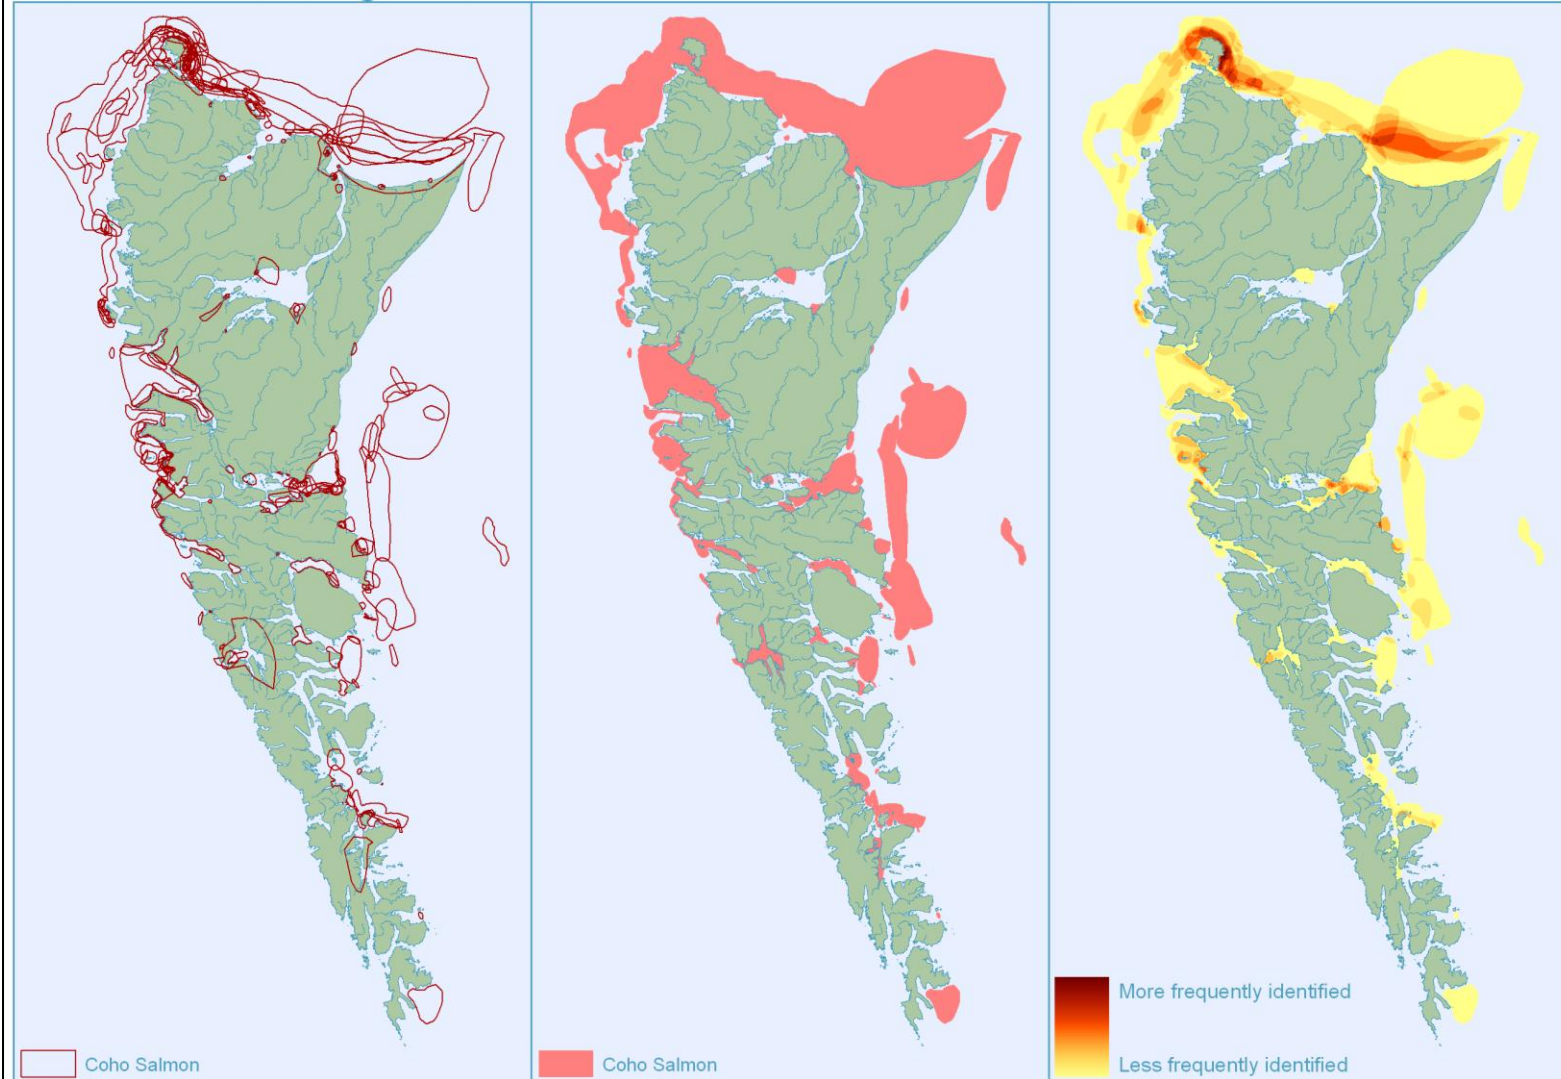 Coho Salmon
Coho Salmon
More frequently identified
Less frequently identified